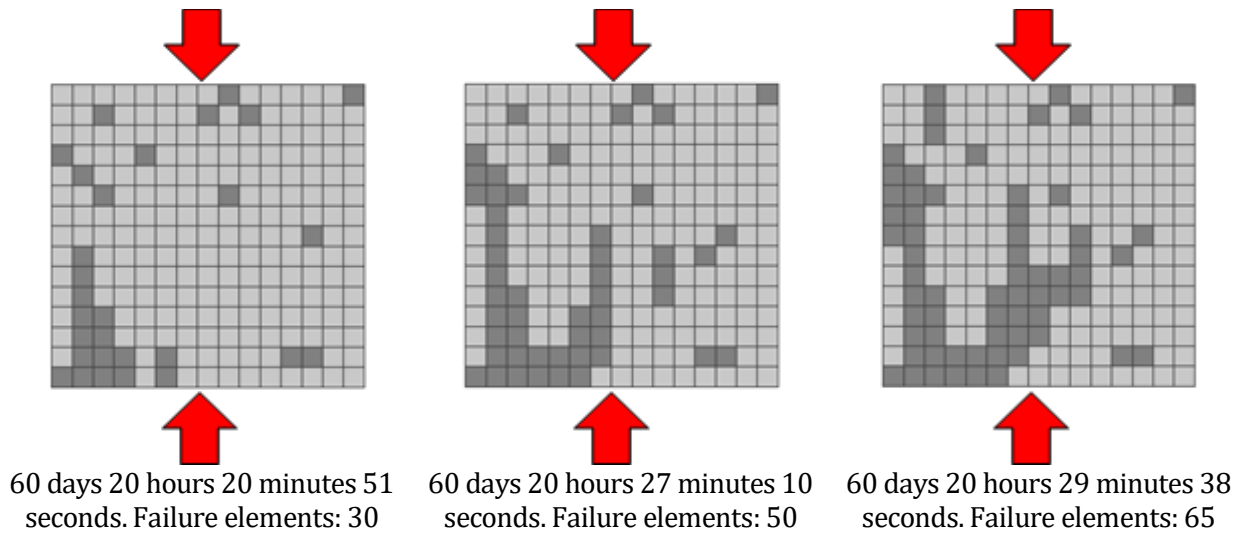 60 days 20 hours 20 minutes 51
seconds. Failure elements: 30
60 days 20 hours 27 minutes 10
seconds. Failure elements: 50
60 days 20 hours 29 minutes 38
seconds. Failure elements: 65